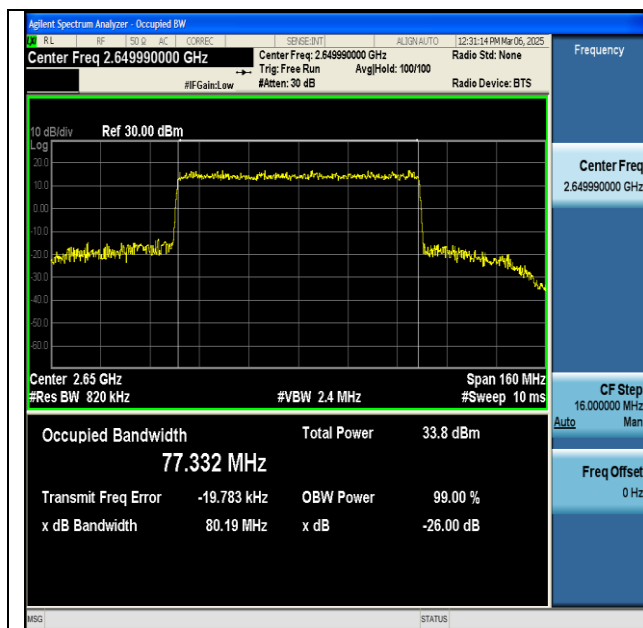 Agilent Spectrum Analyzer - Occupied BW
RL RF 50 Ω AC CORREC SENSE:INT ALIGN AUTO 12:31:14 PM Mar 06, 2025
Center Freq 2.649990000 GHz Center Freq: 2.649990000 GHz Radio Std: None
Trig: Free Run Avg|Hold: 100/100
#IFGain:Low #Atten: 30 dB Radio Device: BTS
10 dB/div Ref 30.00 dBm
Log
20.0
10.0
0.00
-10.0
-20.0
-30.0
-40.0
-50.0
-60.0
Center 2.65 GHz Span 160 MHz
#Res BW 820 kHz #VBW 2.4 MHz #Sweep 10 ms
Occupied Bandwidth Total Power 33.8 dBm
77.332 MHz
Transmit Freq Error -19.783 kHz OBW Power 99.00 %
x dB Bandwidth 80.19 MHz x dB -26.00 dB
MSG STATUS
Frequency
Center Freq
2.649990000 GHz
CF Step
16.000000 MHz
Auto Man
Freq Offset
0 Hz